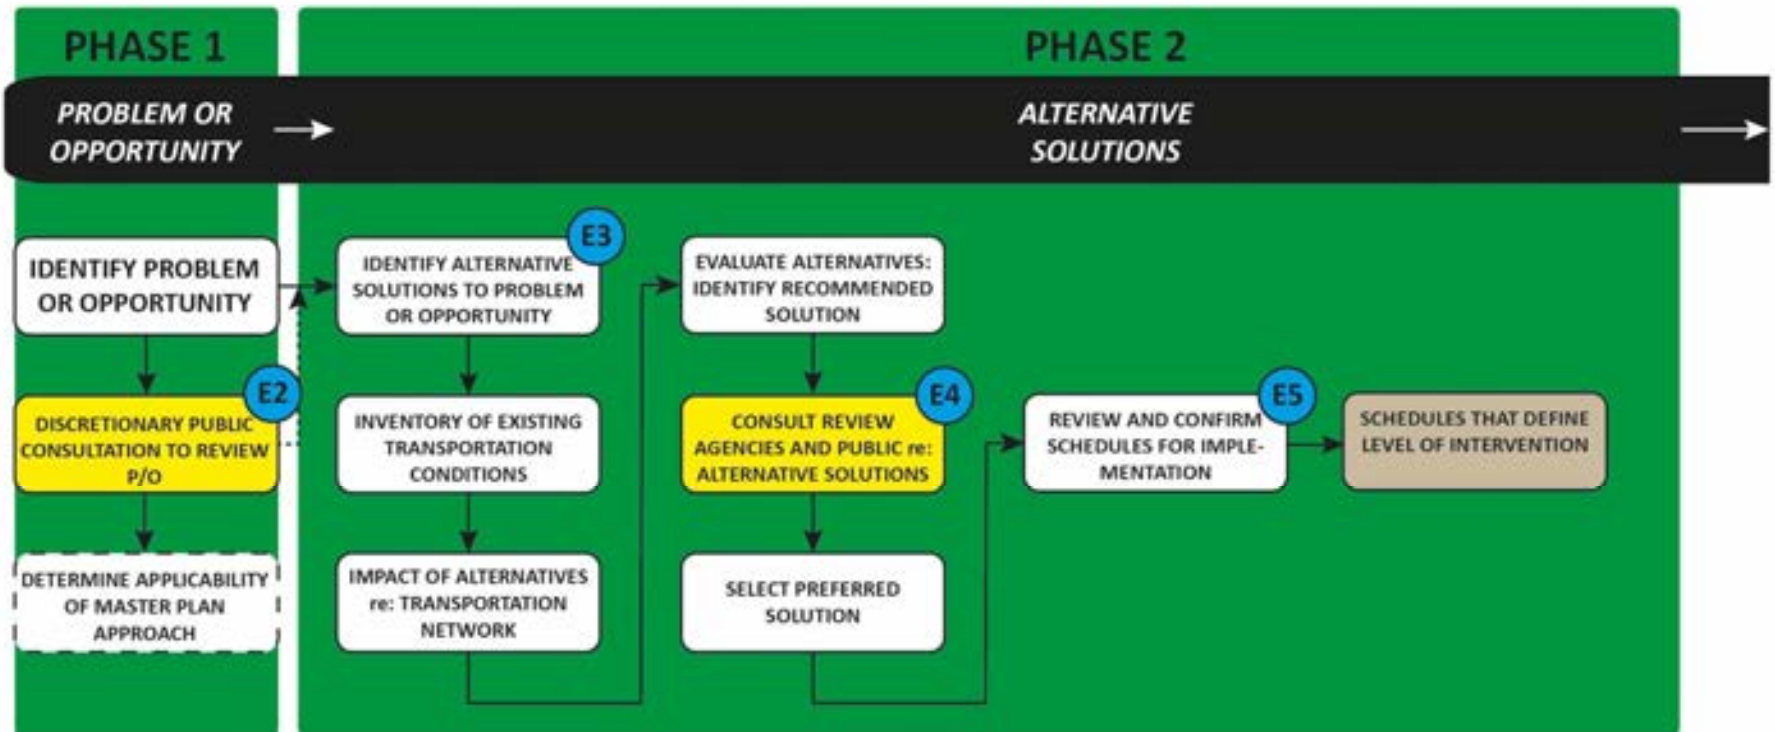 PHASE 1
PHASE 2
PROBLEM OR
OPPORTUNITY
ALTERNATIVE
SOLUTIONS
IDENTIFY PROBLEM
OR OPPORTUNITY
E2
DISCRETIONARY PUBLIC
CONSULTATION TO REVIEW
P/O
DETERMINE APPLICABILITY
OF MASTER PLAN
APPROACH
E3
IDENTIFY ALTERNATIVE
SOLUTIONS TO PROBLEM
OR OPPORTUNITY
INVENTORY OF EXISTING
TRANSPORTATION
CONDITIONS
IMPACT OF ALTERNATIVES
re: TRANSPORTATION
NETWORK
EVALUATE ALTERNATIVES:
IDENTIFY RECOMMENDED
SOLUTION
E4
CONSULT REVIEW
AGENCIES AND PUBLIC re:
ALTERNATIVE SOLUTIONS
SELECT PREFERRED
SOLUTION
E5
REVIEW AND CONFIRM
SCHEDULES FOR IMPLE-
MENTATION
SCHEDULES THAT DEFINE
LEVEL OF INTERVENTION